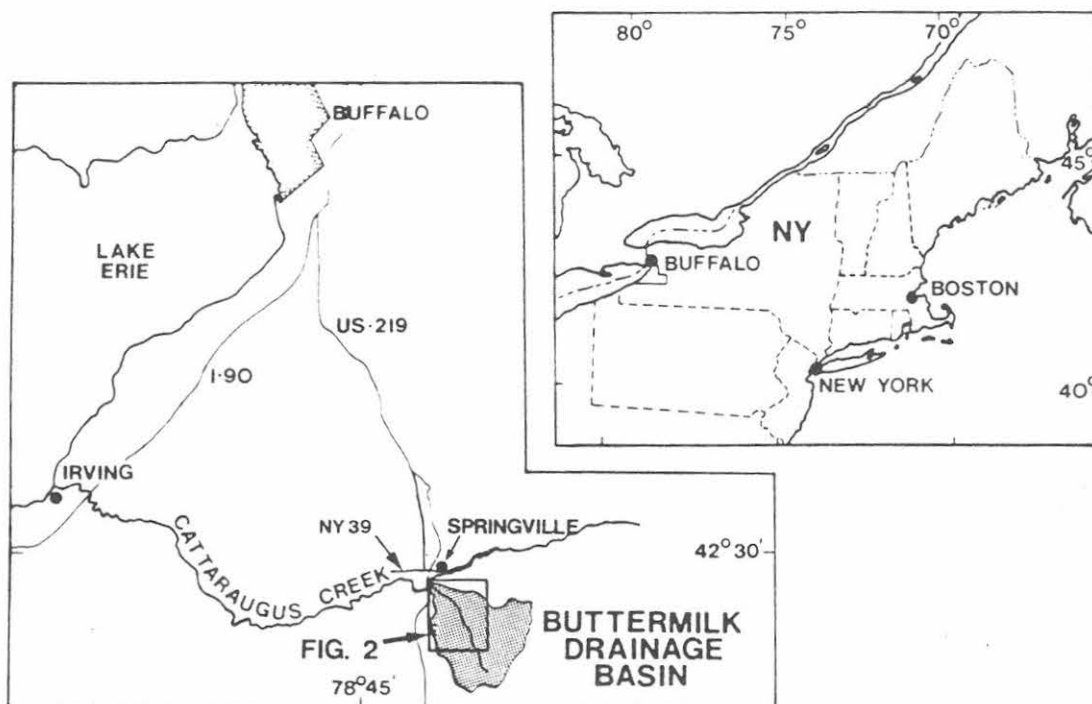 80°
75°
70°
45°
NY
BUFFALO
BOSTON
NEW YORK
40°
BUFFALO
LAKE
ERIE
US·219
I·90
IRVING
NY 39
SPRINGVILLE
42° 30'
CATTARAUGUS CREEK
BUTTERMILK
DRAINAGE
BASIN
FIG. 2
78° 45'